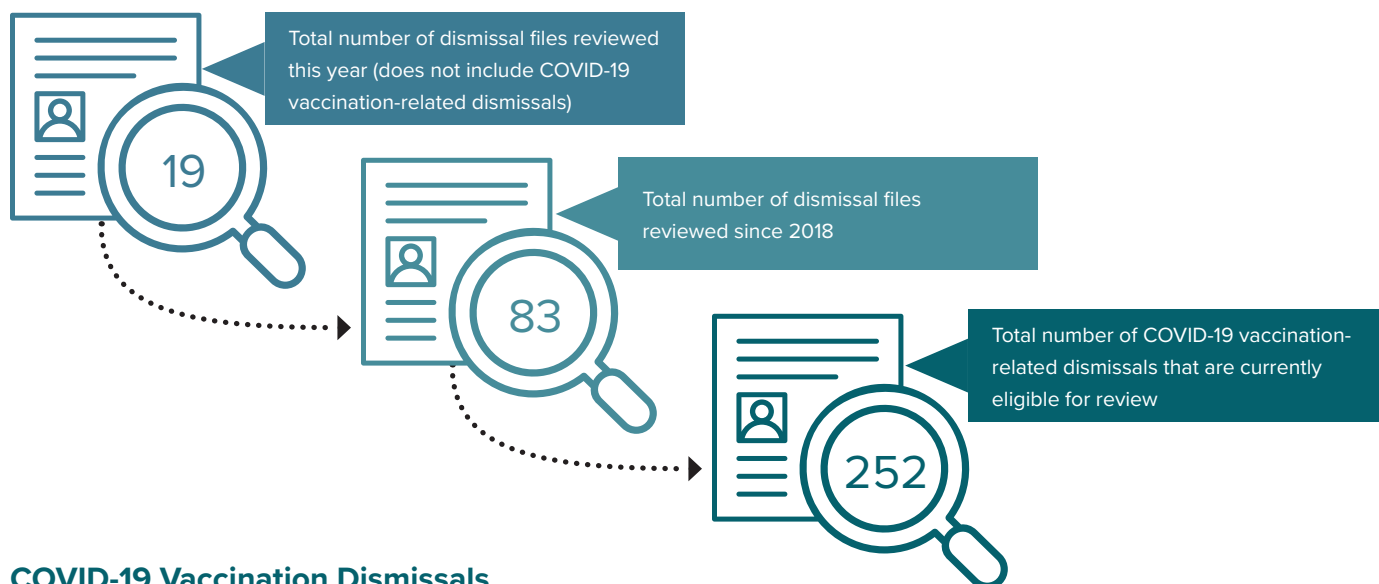 Total number of dismissal files reviewed
this year (does not include COVID-19
vaccination-related dismissals)
19
Total number of dismissal files
reviewed since 2018
83
Total number of COVID-19 vaccination-
related dismissals that are currently
eligible for review
252
COVID-19 Vaccination Dismissals